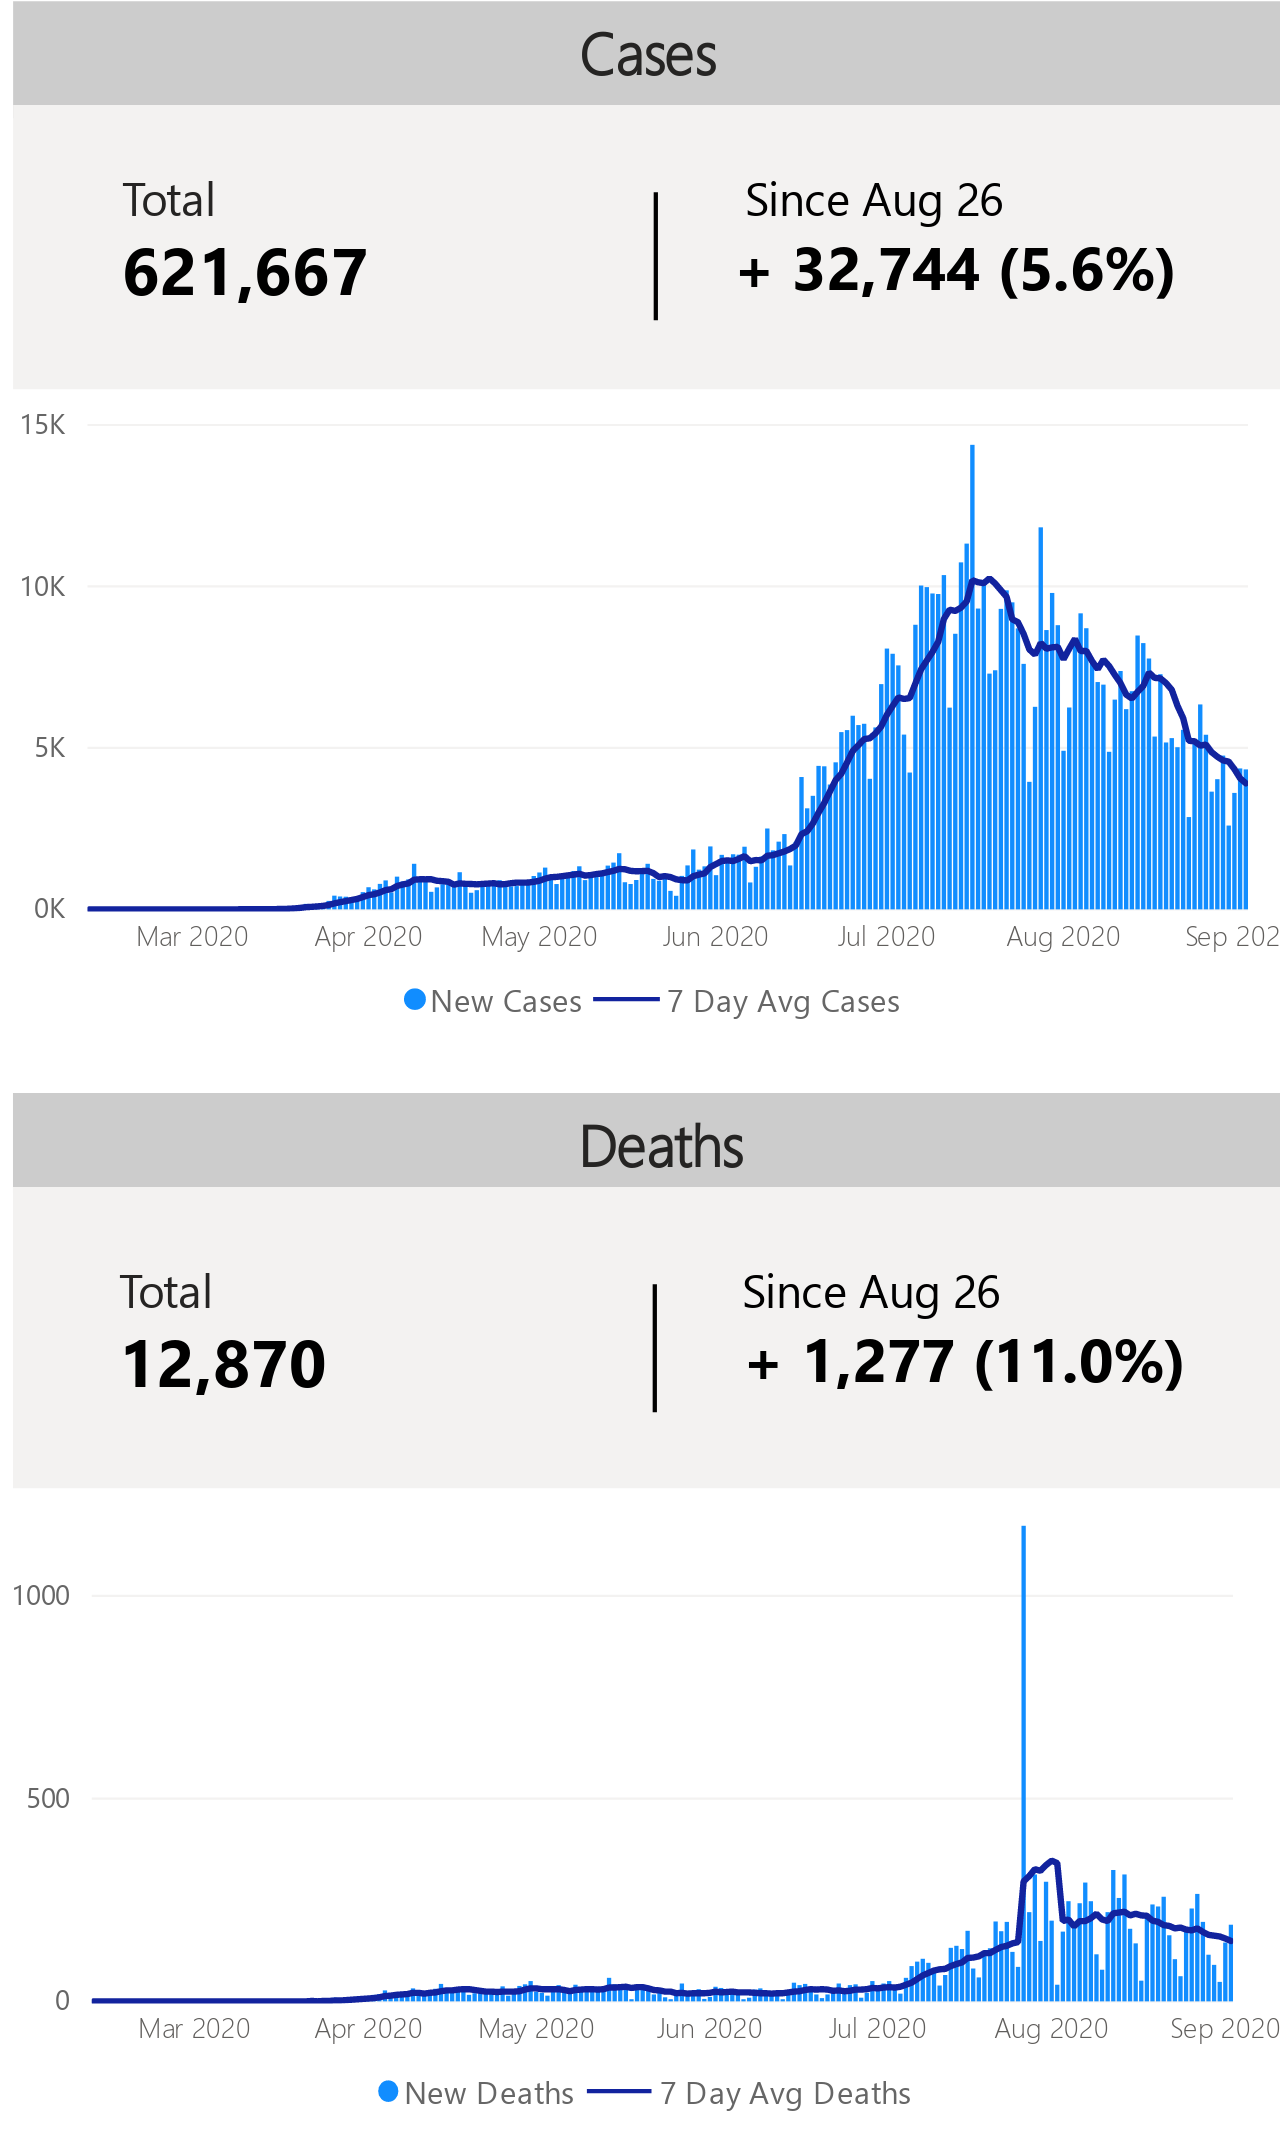 Cases
Total
Since Aug 26
621,667
+ 32,744 (5.6%)
15K
10K
5K
0K
Mar 2020 Apr 2020 May 2020 Jun 2020 Jul 2020 Aug 2020 Sep 202
New Cases 7 Day Avg Cases
Deaths
Total
Since Aug 26
12,870
+ 1,277 (11.0%)
1000
500
0
Mar 2020 Apr 2020 May 2020 Jun 2020 Jul 2020 Aug 2020 Sep 2020
New Deaths 7 Day Avg Deaths